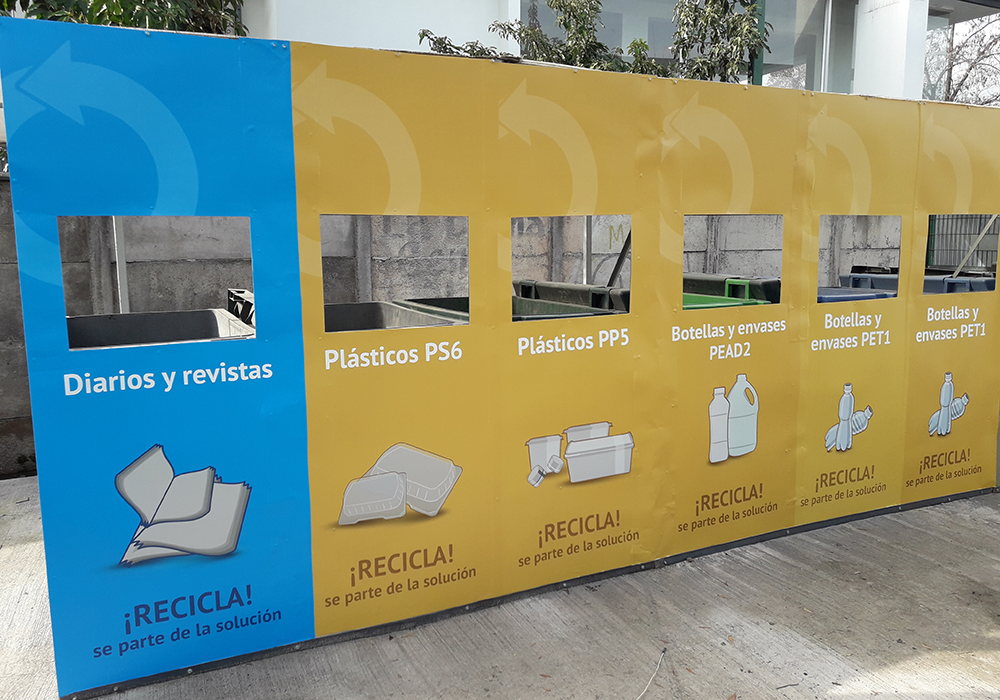 Diarios y revistas
¡RECICLA!
se parte de la solución
Plásticos PS6
¡RECICLA!
se parte de la solución
Plásticos PP5
¡RECICLA!
se parte de la solución
Botellas y envases
PEAD2
¡RECICLA!
se parte de la solución
Botellas y
envases PET1
¡RECICLA!
se parte de la solución
Botellas y
envases PET1
¡RECICLA!
se parte de la solución